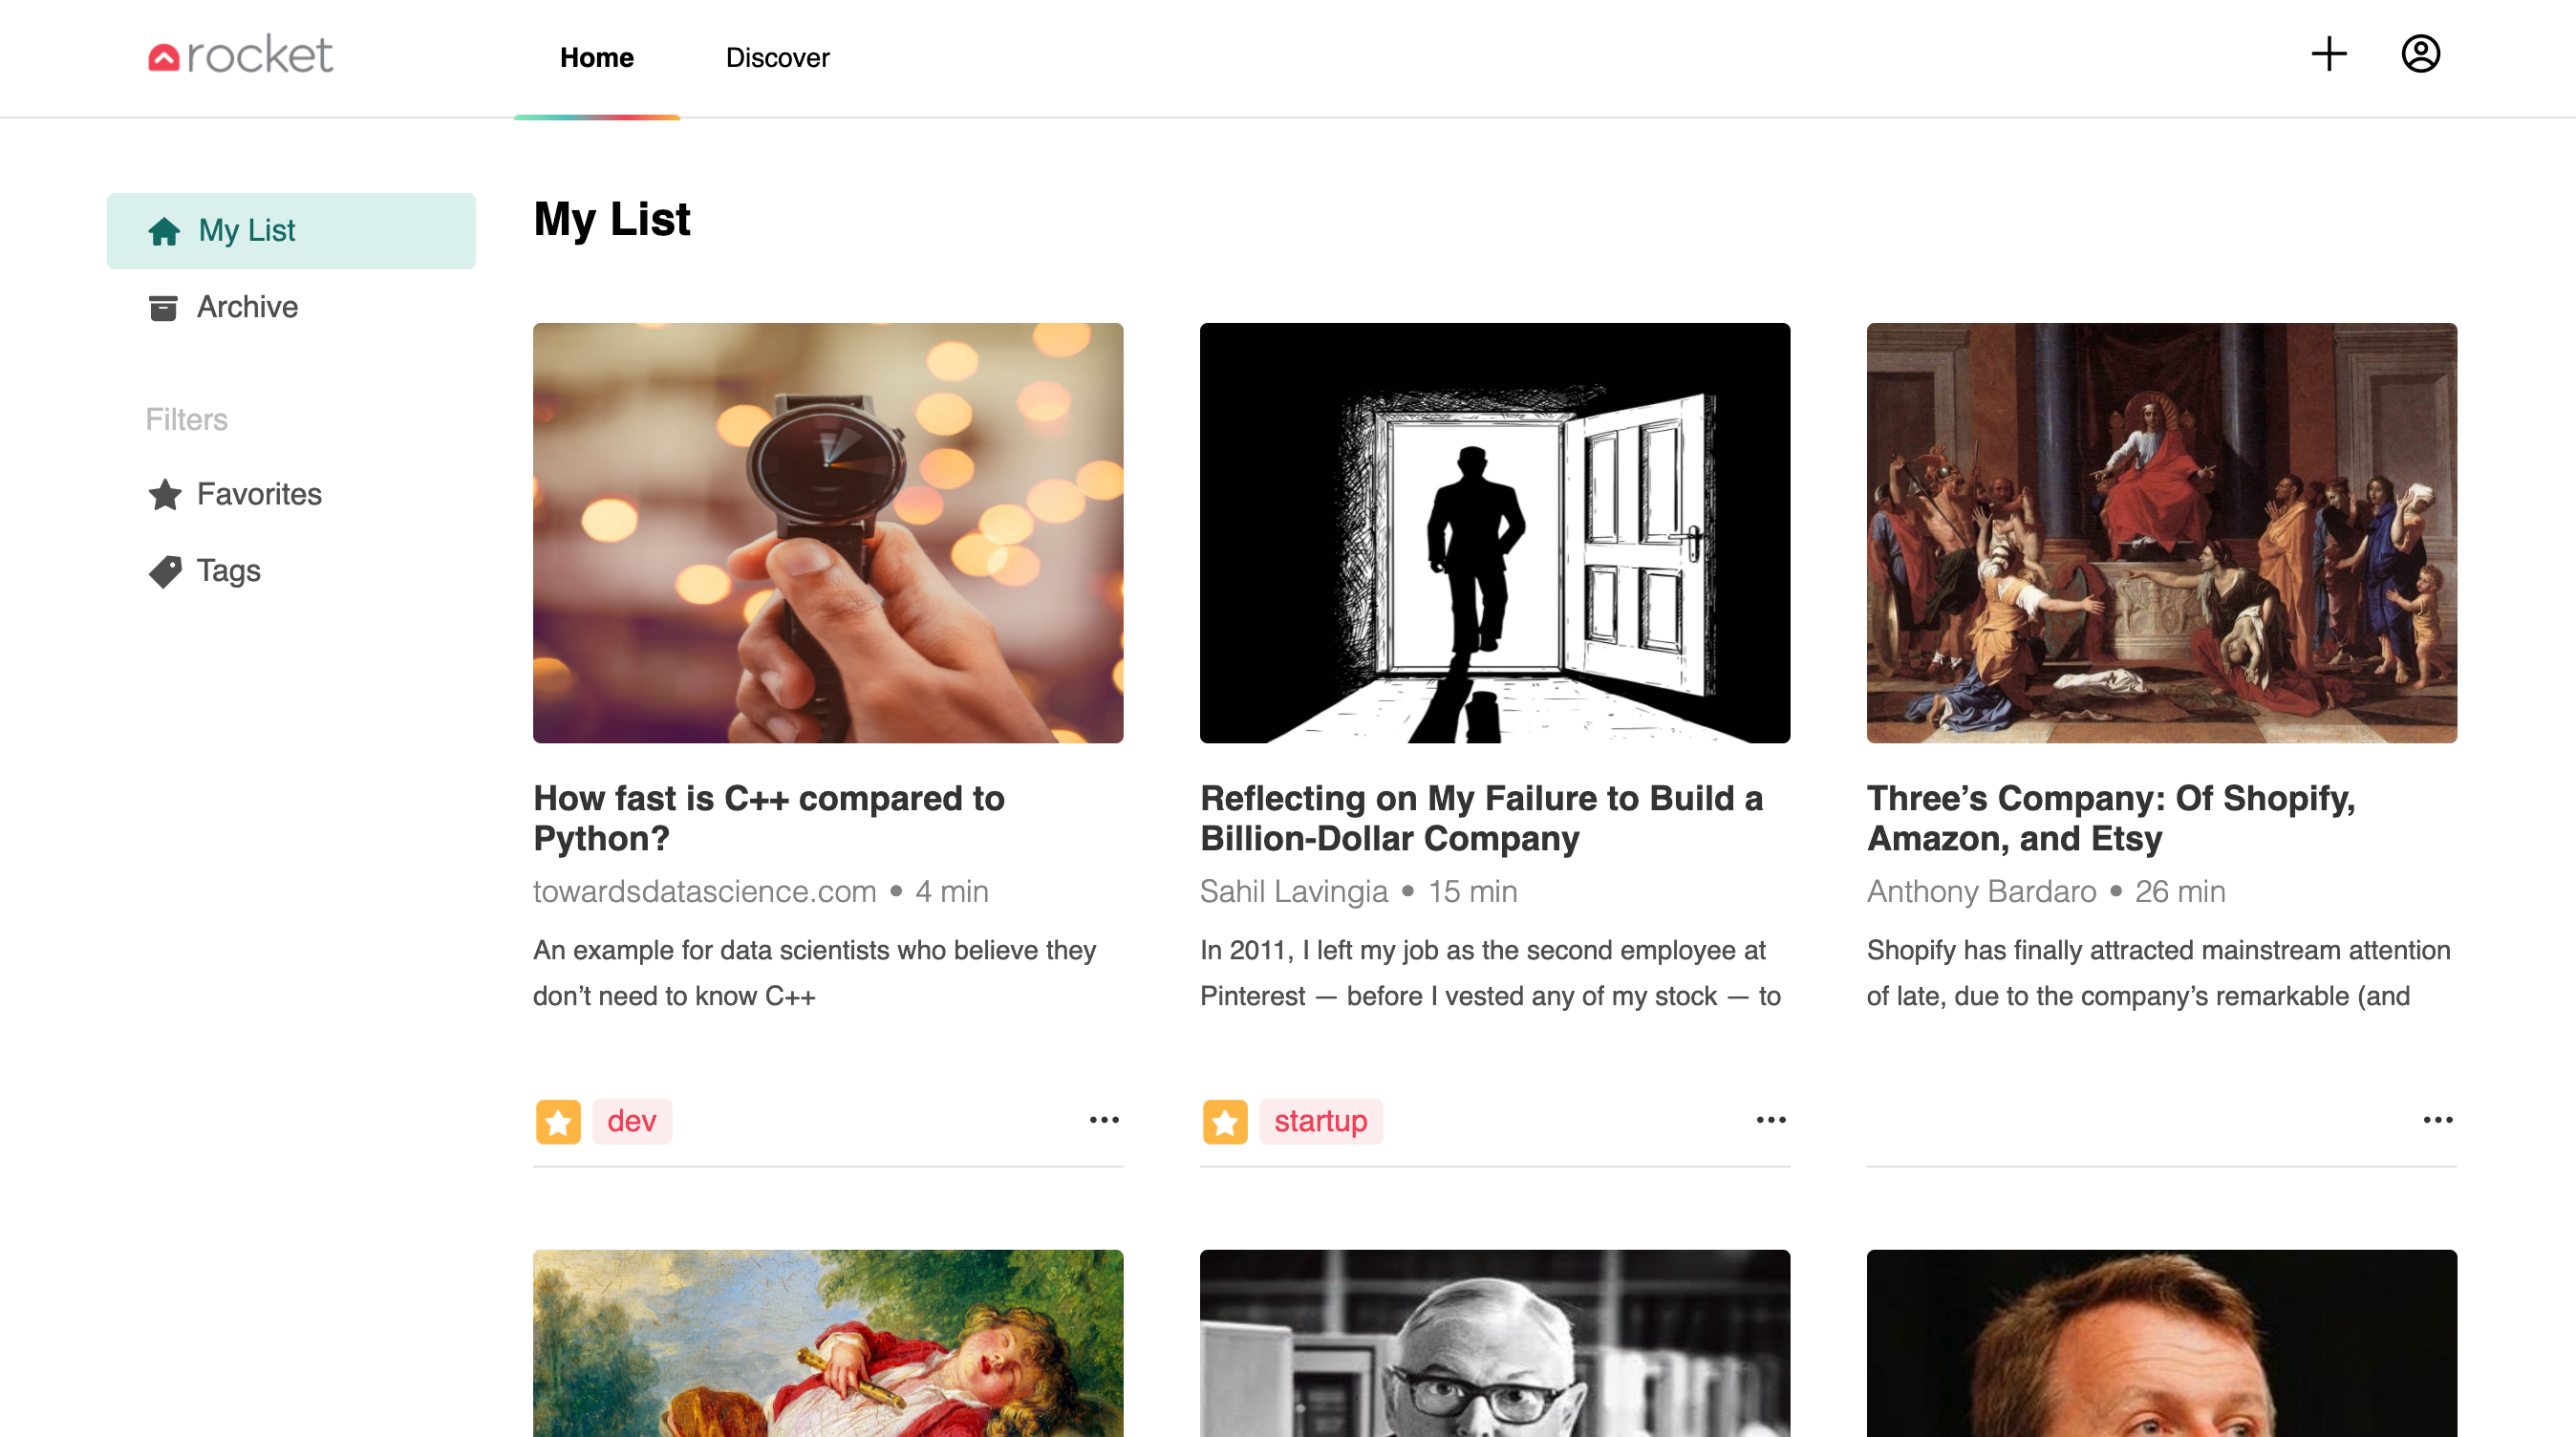 rocket
Home
Discover
My List
Archive
Filters
Favorites
Tags
My List
How fast is C++ compared to
Python?
towardsdatascience.com • 4 min
An example for data scientists who believe they
don’t need to know C++
dev
Reflecting on My Failure to Build a
Billion-Dollar Company
Sahil Lavingia • 15 min
In 2011, I left my job as the second employee at
Pinterest — before I vested any of my stock — to
startup
Three’s Company: Of Shopify,
Amazon, and Etsy
Anthony Bardaro • 26 min
Shopify has finally attracted mainstream attention
of late, due to the company’s remarkable (and